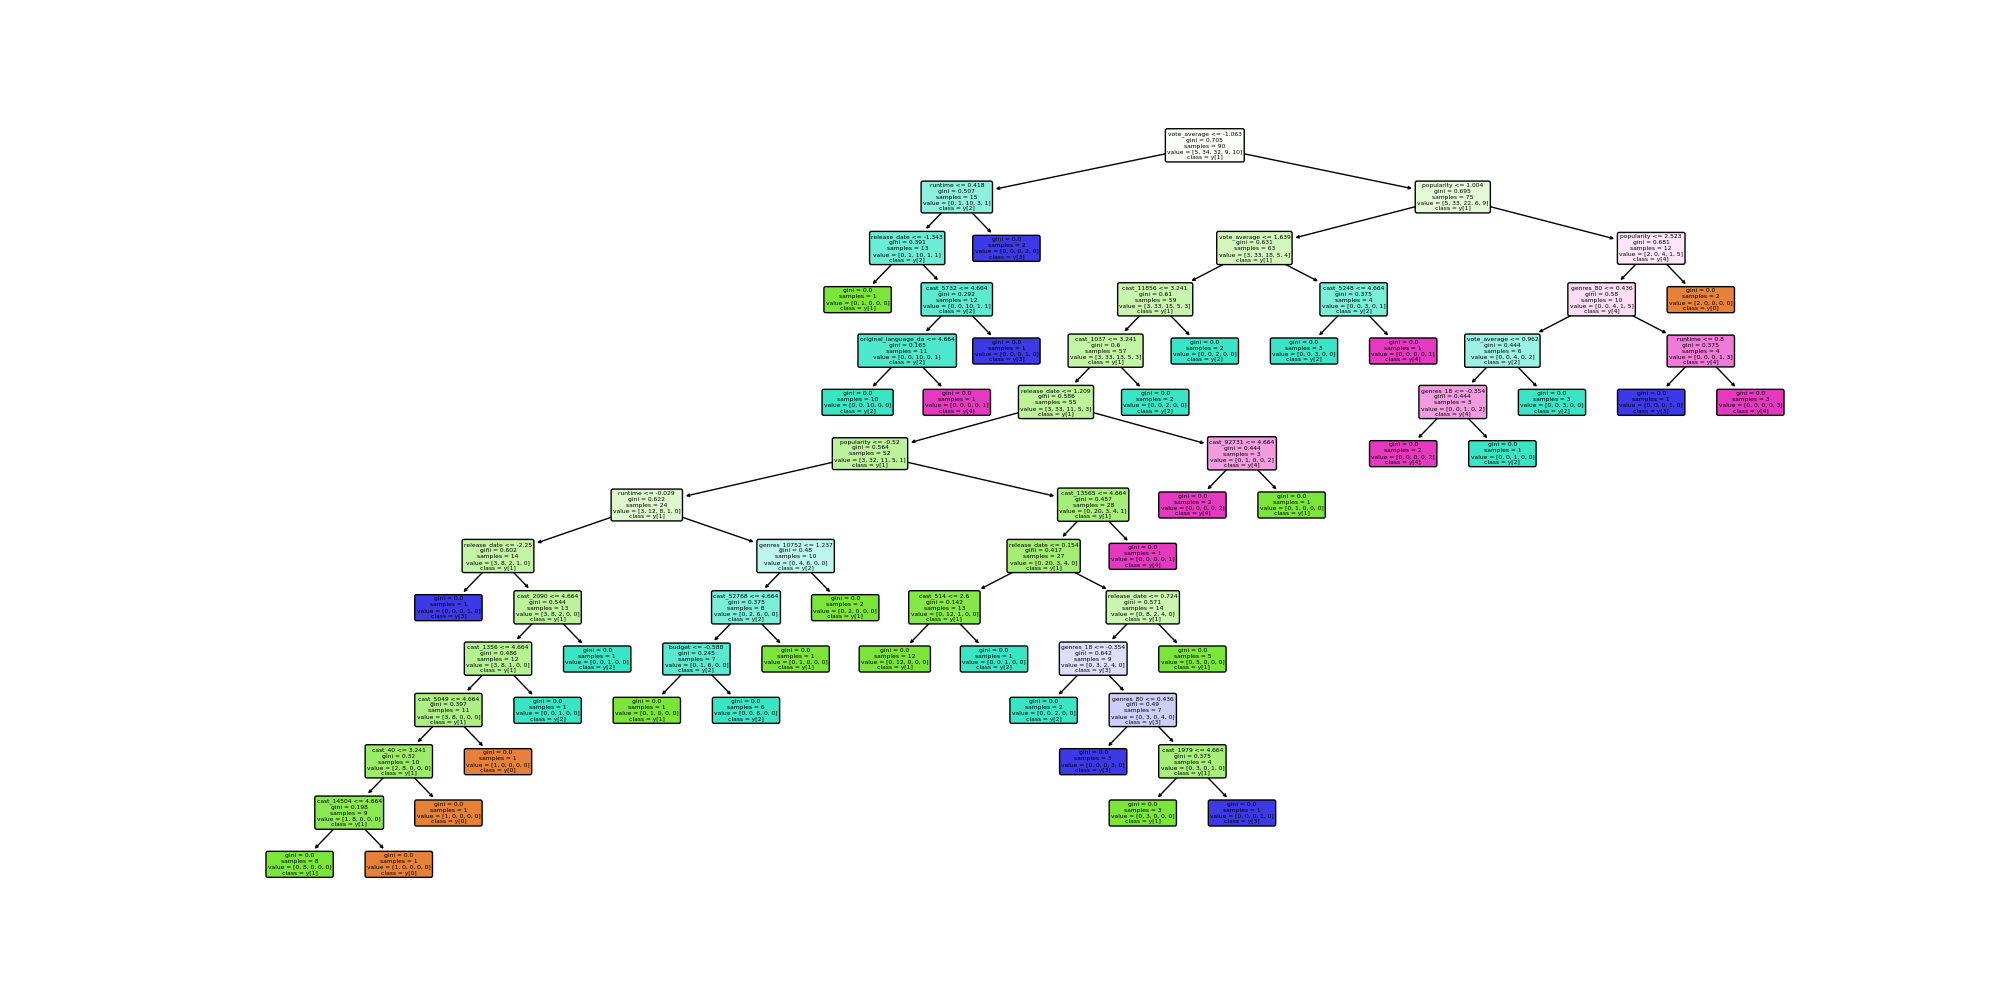 vote_average <= -1.063
gini = 0.705
samples = 90
value = [5, 34, 32, 9, 10]
class = y[1]
runtime <= 0.418
gini = 0.507
samples = 15
value = [0, 1, 10, 3, 1]
class = y[2]
popularity <= 1.004
gini = 0.695
samples = 75
value = [5, 33, 22, 6, 9]
class = y[1]
release_date <= -1.343
gini = 0.391
samples = 13
value = [0, 1, 10, 1, 1]
class = y[2]
gini = 0.0
samples = 2
value = [0, 0, 0, 2, 0]
class = y[3]
vote_average <= 1.639
gini = 0.631
samples = 63
value = [3, 33, 18, 5, 4]
class = y[1]
popularity <= 2.523
gini = 0.681
samples = 12
value = [2, 0, 4, 1, 5]
class = y[4]
gini = 0.0
samples = 1
value = [0, 1, 0, 0, 0]
class = y[1]
cast_5732 <= 4.664
gini = 0.292
samples = 12
value = [0, 0, 10, 1, 1]
class = y[2]
cast_11856 <= 3.241
gini = 0.61
samples = 59
value = [3, 33, 15, 5, 3]
class = y[1]
cast_5248 <= 4.664
gini = 0.375
samples = 4
value = [0, 0, 3, 0, 1]
class = y[2]
genres_80 <= 0.436
gini = 0.58
samples = 10
value = [0, 0, 4, 1, 5]
class = y[4]
gini = 0.0
samples = 2
value = [2, 0, 0, 0, 0]
class = y[0]
original_language_da <= 4.664
gini = 0.165
samples = 11
value = [0, 0, 10, 0, 1]
class = y[2]
gini = 0.0
samples = 1
value = [0, 0, 0, 1, 0]
class = y[3]
cast_1037 <= 3.241
gini = 0.6
samples = 57
value = [3, 33, 13, 5, 3]
class = y[1]
gini = 0.0
samples = 2
value = [0, 0, 2, 0, 0]
class = y[2]
gini = 0.0
samples = 3
value = [0, 0, 3, 0, 0]
class = y[2]
gini = 0.0
samples = 1
value = [0, 0, 0, 0, 1]
class = y[4]
vote_average <= 0.962
gini = 0.444
samples = 6
value = [0, 0, 4, 0, 2]
class = y[2]
runtime <= 0.8
gini = 0.375
samples = 4
value = [0, 0, 0, 1, 3]
class = y[4]
gini = 0.0
samples = 10
value = [0, 0, 10, 0, 0]
class = y[2]
gini = 0.0
samples = 1
value = [0, 0, 0, 0, 1]
class = y[4]
release_date <= 1.209
gini = 0.586
samples = 55
value = [3, 33, 11, 5, 3]
class = y[1]
gini = 0.0
samples = 2
value = [0, 0, 2, 0, 0]
class = y[2]
genres_18 <= -0.354
gini = 0.444
samples = 3
value = [0, 0, 1, 0, 2]
class = y[4]
gini = 0.0
samples = 3
value = [0, 0, 3, 0, 0]
class = y[2]
gini = 0.0
samples = 1
value = [0, 0, 0, 1, 0]
class = y[3]
gini = 0.0
samples = 3
value = [0, 0, 0, 0, 3]
class = y[4]
popularity <= -0.52
gini = 0.564
samples = 52
value = [3, 32, 11, 5, 1]
class = y[1]
cast_92731 <= 4.664
gini = 0.444
samples = 3
value = [0, 1, 0, 0, 2]
class = y[4]
gini = 0.0
samples = 2
value = [0, 0, 0, 0, 2]
class = y[4]
gini = 0.0
samples = 1
value = [0, 0, 1, 0, 0]
class = y[2]
runtime <= -0.029
gini = 0.622
samples = 24
value = [3, 12, 8, 1, 0]
class = y[1]
cast_13565 <= 4.664
gini = 0.457
samples = 28
value = [0, 20, 3, 4, 1]
class = y[1]
gini = 0.0
samples = 2
value = [0, 0, 0, 0, 2]
class = y[4]
gini = 0.0
samples = 1
value = [0, 1, 0, 0, 0]
class = y[1]
release_date <= -2.25
gini = 0.602
samples = 14
value = [3, 8, 2, 1, 0]
class = y[1]
genres_10752 <= 1.237
gini = 0.48
samples = 10
value = [0, 4, 6, 0, 0]
class = y[2]
release_date <= 0.154
gini = 0.417
samples = 27
value = [0, 20, 3, 4, 0]
class = y[1]
gini = 0.0
samples = 1
value = [0, 0, 0, 0, 1]
class = y[4]
gini = 0.0
samples = 1
value = [0, 0, 0, 1, 0]
class = y[3]
cast_2090 <= 4.664
gini = 0.544
samples = 13
value = [3, 8, 2, 0, 0]
class = y[1]
cast_52768 <= 4.664
gini = 0.375
samples = 8
value = [0, 2, 6, 0, 0]
class = y[2]
gini = 0.0
samples = 2
value = [0, 2, 0, 0, 0]
class = y[1]
cast_514 <= 2.6
gini = 0.142
samples = 13
value = [0, 12, 1, 0, 0]
class = y[1]
release_date <= 0.724
gini = 0.571
samples = 14
value = [0, 8, 2, 4, 0]
class = y[1]
cast_1356 <= 4.664
gini = 0.486
samples = 12
value = [3, 8, 1, 0, 0]
class = y[1]
gini = 0.0
samples = 1
value = [0, 0, 1, 0, 0]
class = y[2]
budget <= -0.588
gini = 0.245
samples = 7
value = [0, 1, 6, 0, 0]
class = y[2]
gini = 0.0
samples = 1
value = [0, 1, 0, 0, 0]
class = y[1]
gini = 0.0
samples = 12
value = [0, 12, 0, 0, 0]
class = y[1]
gini = 0.0
samples = 1
value = [0, 0, 1, 0, 0]
class = y[2]
genres_18 <= -0.354
gini = 0.642
samples = 9
value = [0, 3, 2, 4, 0]
class = y[3]
gini = 0.0
samples = 5
value = [0, 5, 0, 0, 0]
class = y[1]
cast_5049 <= 4.664
gini = 0.397
samples = 11
value = [3, 8, 0, 0, 0]
class = y[1]
gini = 0.0
samples = 1
value = [0, 0, 1, 0, 0]
class = y[2]
gini = 0.0
samples = 1
value = [0, 1, 0, 0, 0]
class = y[1]
gini = 0.0
samples = 6
value = [0, 0, 6, 0, 0]
class = y[2]
gini = 0.0
samples = 2
value = [0, 0, 2, 0, 0]
class = y[2]
genres_80 <= 0.436
gini = 0.49
samples = 7
value = [0, 3, 0, 4, 0]
class = y[3]
cast_40 <= 3.241
gini = 0.32
samples = 10
value = [2, 8, 0, 0, 0]
class = y[1]
gini = 0.0
samples = 1
value = [1, 0, 0, 0, 0]
class = y[0]
gini = 0.0
samples = 3
value = [0, 0, 0, 3, 0]
class = y[3]
cast_1979 <= 4.664
gini = 0.375
samples = 4
value = [0, 3, 0, 1, 0]
class = y[1]
cast_14504 <= 4.664
gini = 0.198
samples = 9
value = [1, 8, 0, 0, 0]
class = y[1]
gini = 0.0
samples = 1
value = [1, 0, 0, 0, 0]
class = y[0]
gini = 0.0
samples = 3
value = [0, 3, 0, 0, 0]
class = y[1]
gini = 0.0
samples = 1
value = [0, 0, 0, 1, 0]
class = y[3]
gini = 0.0
samples = 8
value = [0, 8, 0, 0, 0]
class = y[1]
gini = 0.0
samples = 1
value = [1, 0, 0, 0, 0]
class = y[0]